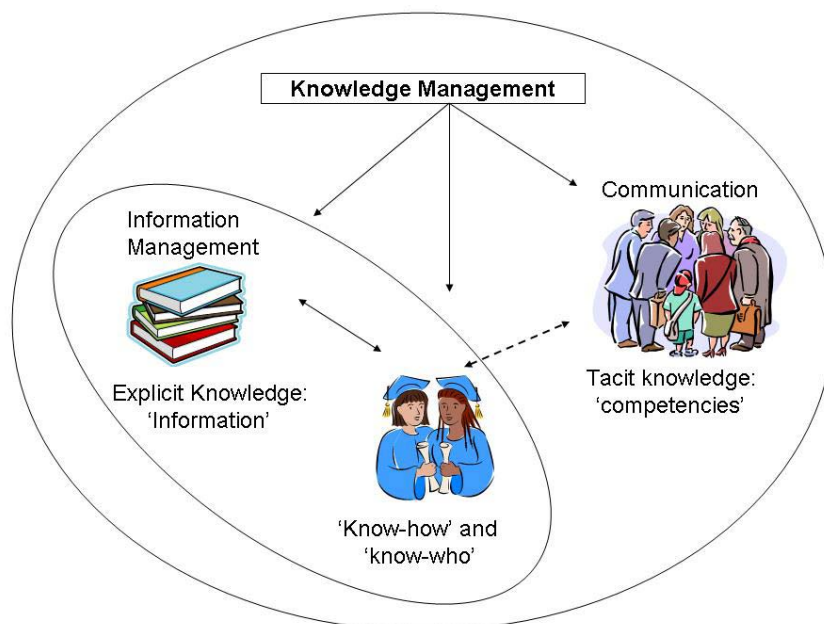 Knowledge Management
Communication
Information
Management
Explicit Knowledge:
‘Information’
Tacit knowledge:
‘competencies’
‘Know-how’ and
‘know-who’